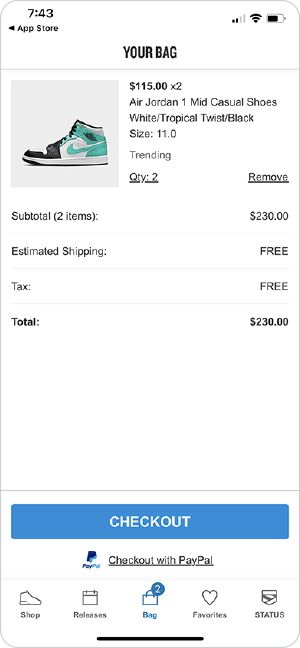 7:43
◀ App Store
YOUR BAG
$115.00 x2
Air Jordan 1 Mid Casual Shoes
White/Tropical Twist/Black
Size: 11.0
Trending
Qty: 2 Remove
Subtotal (2 items): $230.00
Estimated Shipping: FREE
Tax: FREE
Total: $230.00
CHECKOUT
PayPal Checkout with PayPal
2
Shop Releases Bag Favorites STATUS